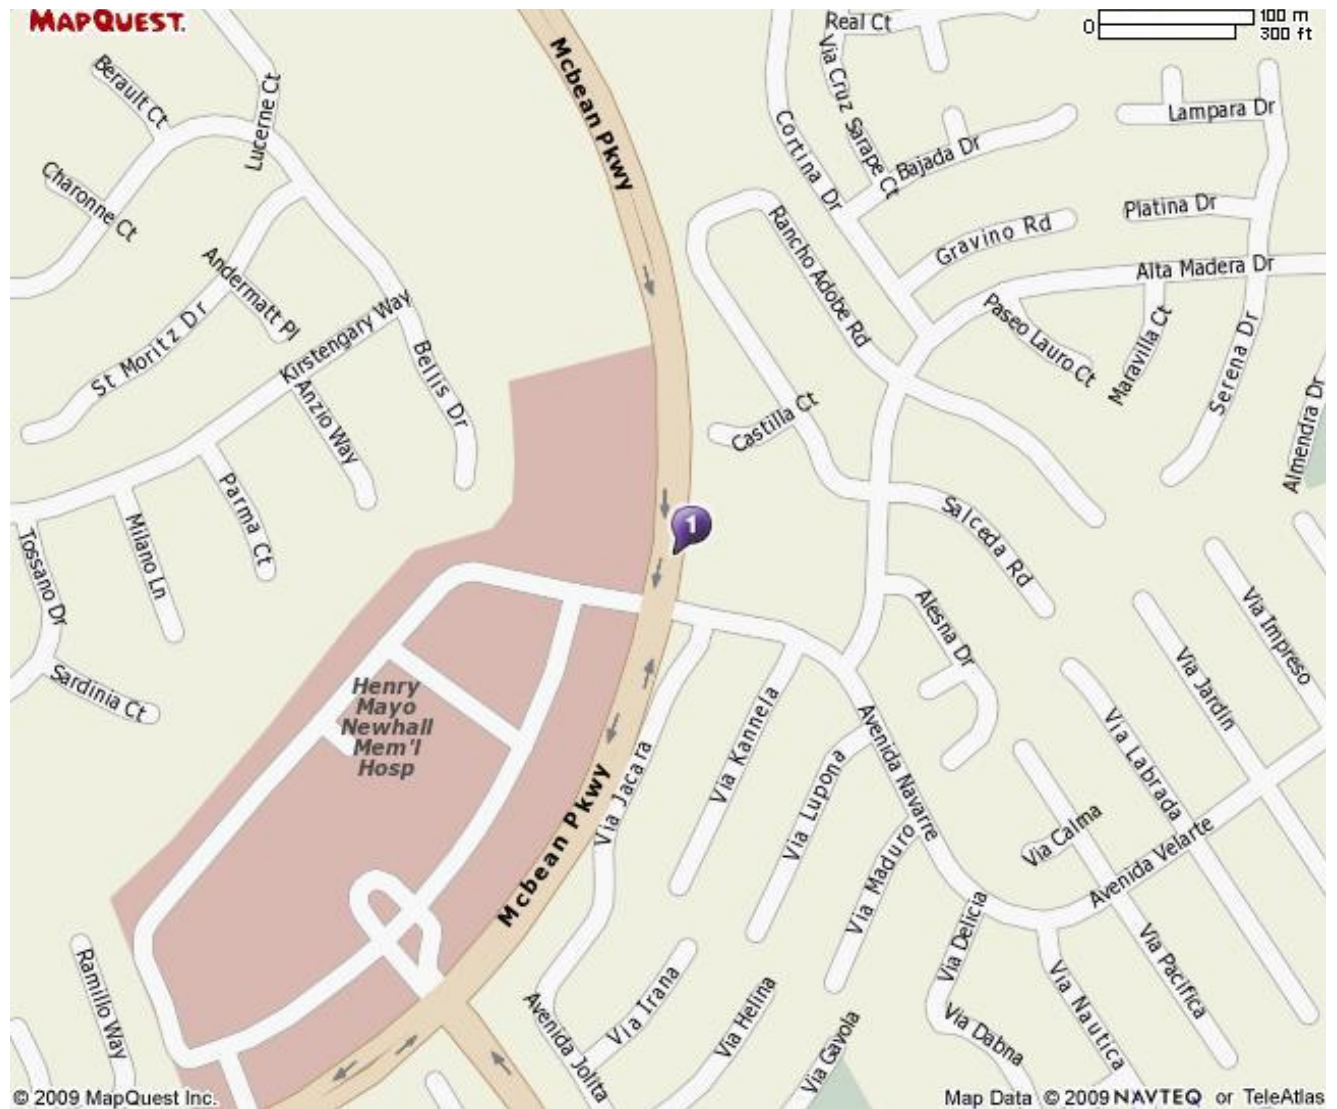 MAPQUEST.
0
100 m
300 ft
Real Ct
Mcbean Pkwy
Via Cruz
Sarape Ct
Berault Ct
Lucerne Ct
Lampara Dr
Cortina Dr
Bajada Dr
Charonne Ct
Platina Dr
Rancho Adobe Rd
Gravino Rd
Alta Madera Dr
Andermatt Pl
St Moritz Dr
Kirstengary Way
Paseo Lauro Ct
Maravilla Ct
Serena Dr
Bellis Dr
Anzio Way
Castilla Ct
Almendra Dr
Parma Ct
Milano Ln
Tossano Dr
1
Salceda Rd
Alesna Dr
Via Impreso
Via Jardin
Sardinia Ct
Henry
Mayo
Newhall
Mem'l
Hosp
Via Jacara
Via Kannela
Via Lupona
Avenida Navarre
Via Labrada
Mcbean Pkwy
Via Maduro
Via Calma
Avenida Velarte
Via Delicia
Via Pacifica
Ramillo Way
Avenida Jolita
Via Irana
Via Helina
Via Gayola
Via Dabna
Via Nautica
© 2009 MapQuest Inc.
Map Data © 2009 NAVTEQ or TeleAtlas